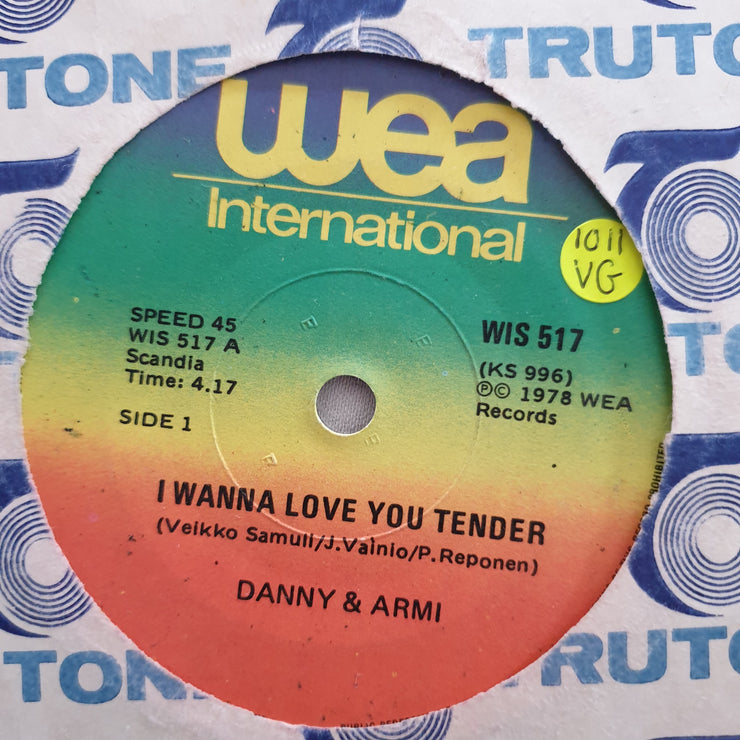 TONE
TRUTO
wea
International
1011
VG
SPEED 45
WIS 517 A
Scandia
Time: 4.17
SIDE 1
WIS 517
(KS 996)
Ⓟ© 1978 WEA
Records
I WANNA LOVE YOU TENDER
(Veikko Samuli/J.Vainio/P.Reponen)
DANNY & ARMI
T
TONE
TRUTO
PROHIBITED